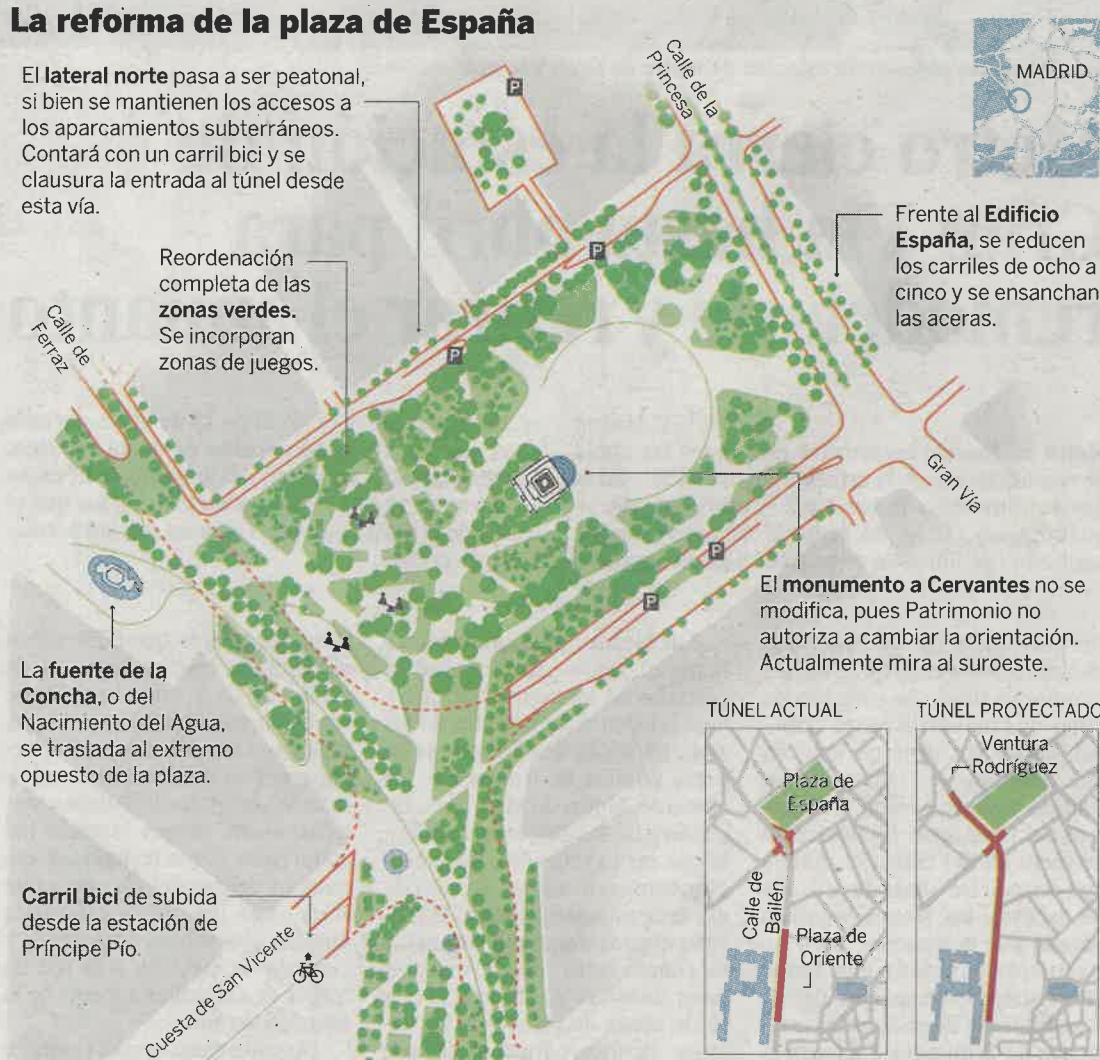 La reforma de la plaza de España
El lateral norte pasa a ser peatonal,
si bien se mantienen los accesos a
los aparcamientos subterráneos.
Contará con un carril bici y se
clausura la entrada al túnel desde
esta vía.
Reordenación
completa de las
zonas verdes.
Se incorporan
zonas de juegos.
Calle de
Ferraz
P
P
P
Calle de la
Princesa
MADRID
Frente al Edificio
España, se reducen
los carriles de ocho a
cinco y se ensanchan
las aceras.
Gran Vía
P
P
El monumento a Cervantes no se
modifica, pues Patrimonio no
autoriza a cambiar la orientación.
Actualmente mira al suroeste.
La fuente de la
Concha, o del
Nacimiento del Agua,
se traslada al extremo
opuesto de la plaza.
Carril bici de subida
desde la estación de
Príncipe Pío.
Cuesta de San Vicente
TÚNEL ACTUAL
Plaza de
España
Calle de
Bailén
Plaza de
Oriente
TÚNEL PROYECTADO
Ventura
Rodríguez